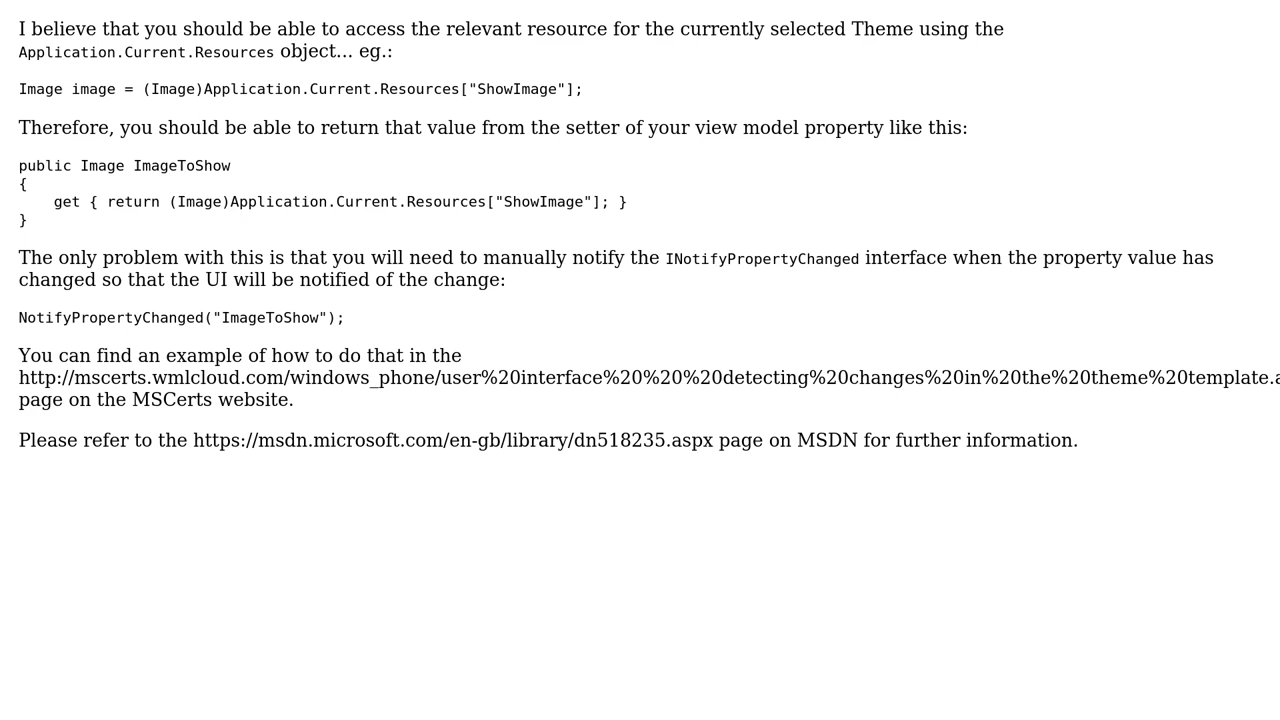 I believe that you should be able to access the relevant resource for the currently selected Theme using the
Application.Current.Resources object... eg.:
Image image = (Image)Application.Current.Resources["ShowImage"];
Therefore, you should be able to return that value from the setter of your view model property like this:
public Image ImageToShow
{
    get { return (Image)Application.Current.Resources["ShowImage"]; }
}
The only problem with this is that you will need to manually notify the INotifyPropertyChanged interface when the property value has
changed so that the UI will be notified of the change:
NotifyPropertyChanged("ImageToShow");
You can find an example of how to do that in the
http://mscerts.wmlcloud.com/windows_phone/user%20interface%20%20%20detecting%20changes%20in%20the%20theme%20template.a
page on the MSCerts website.
Please refer to the https://msdn.microsoft.com/en-gb/library/dn518235.aspx page on MSDN for further information.